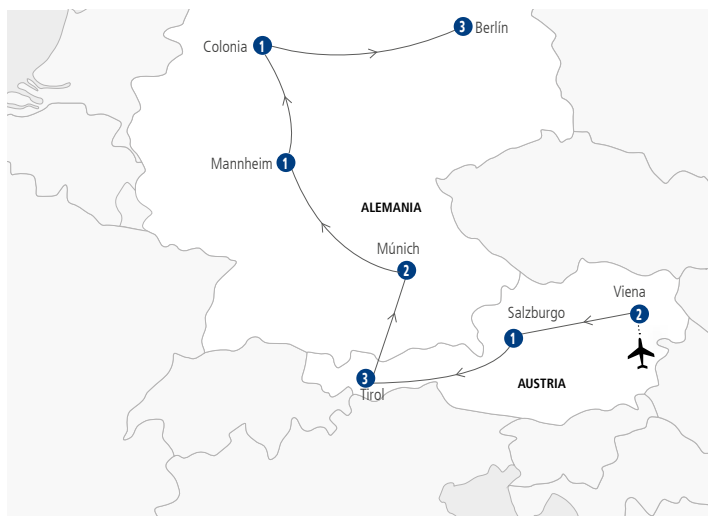 3 Berlín
Colonia 1
Mannheim 1
ALEMANIA
Múnich
2
Viena
2
Salzburgo
1
3
Tirol
AUSTRIA